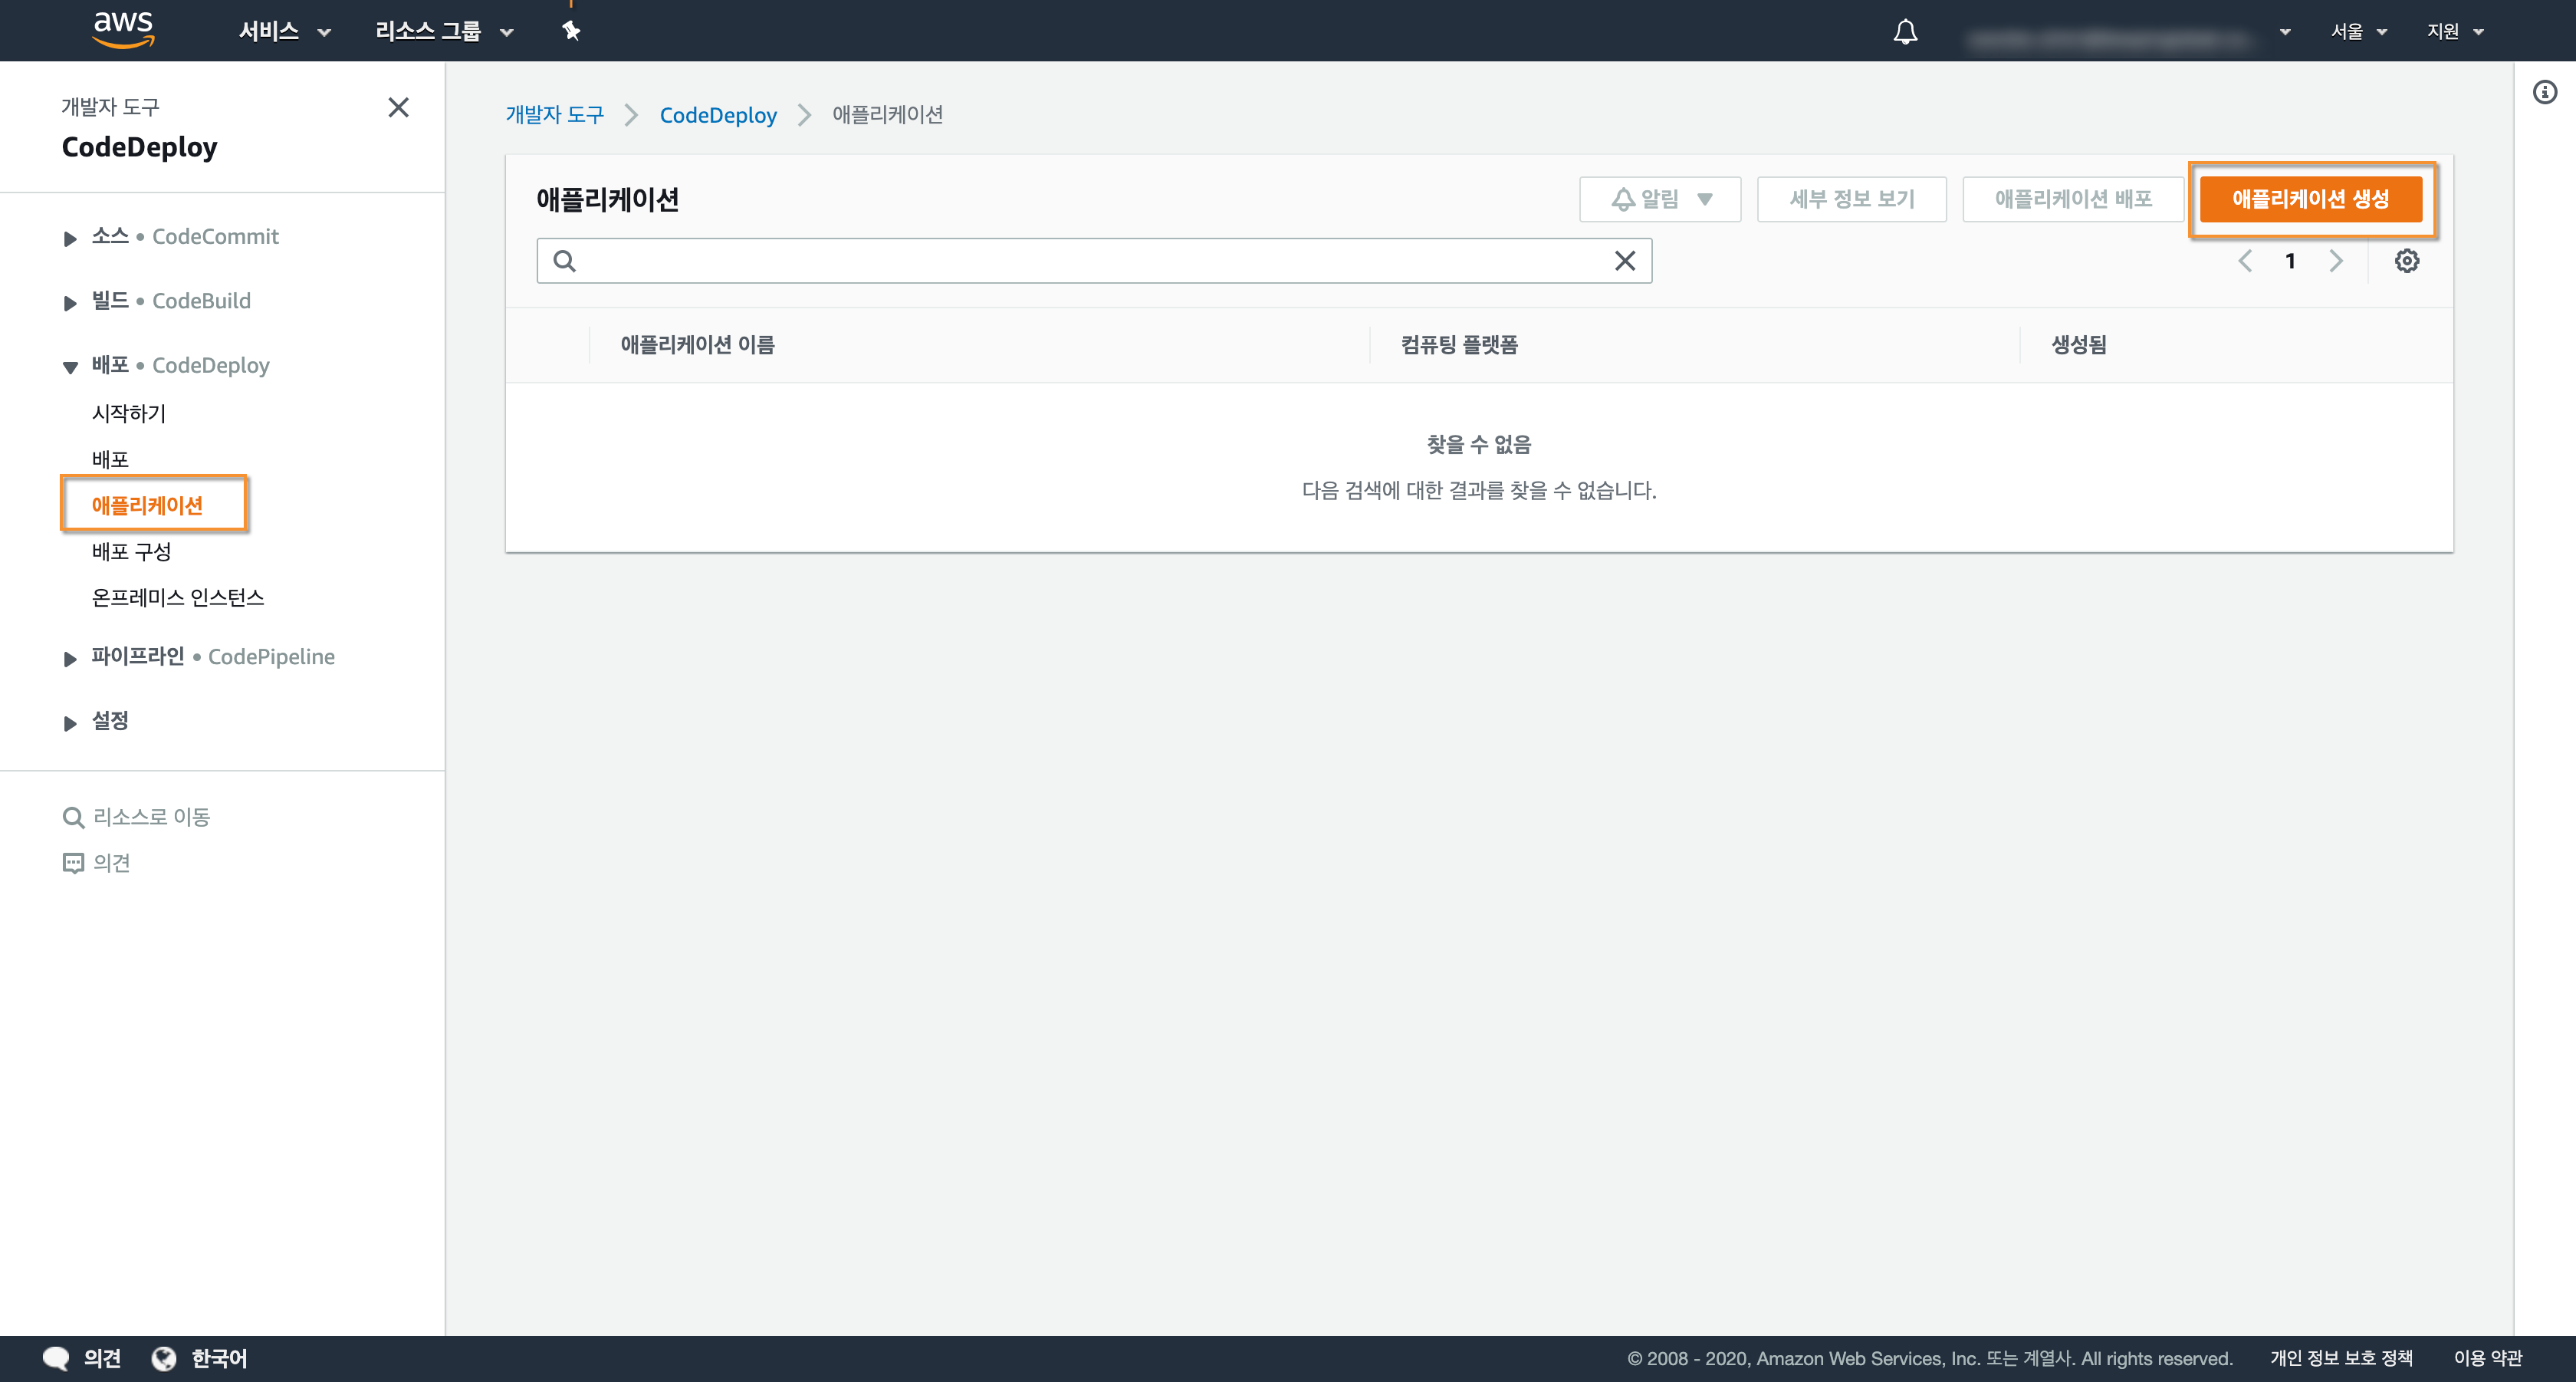 aws 서비스 리소스 그룹 서울 지원
개발자 도구
CodeDeploy
소스 • CodeCommit
빌드 • CodeBuild
배포 • CodeDeploy
시작하기
배포
애플리케이션
배포 구성
온프레미스 인스턴스
파이프라인 • CodePipeline
설정
리소스로 이동
의견
개발자 도구 CodeDeploy 애플리케이션
애플리케이션 알림 세부 정보 보기 애플리케이션 배포 애플리케이션 생성
1
애플리케이션 이름 컴퓨팅 플랫폼 생성됨
찾을 수 없음
다음 검색에 대한 결과를 찾을 수 없습니다.
의견 한국어 © 2008 - 2020, Amazon Web Services, Inc. 또는 계열사. All rights reserved. 개인 정보 보호 정책 이용 약관